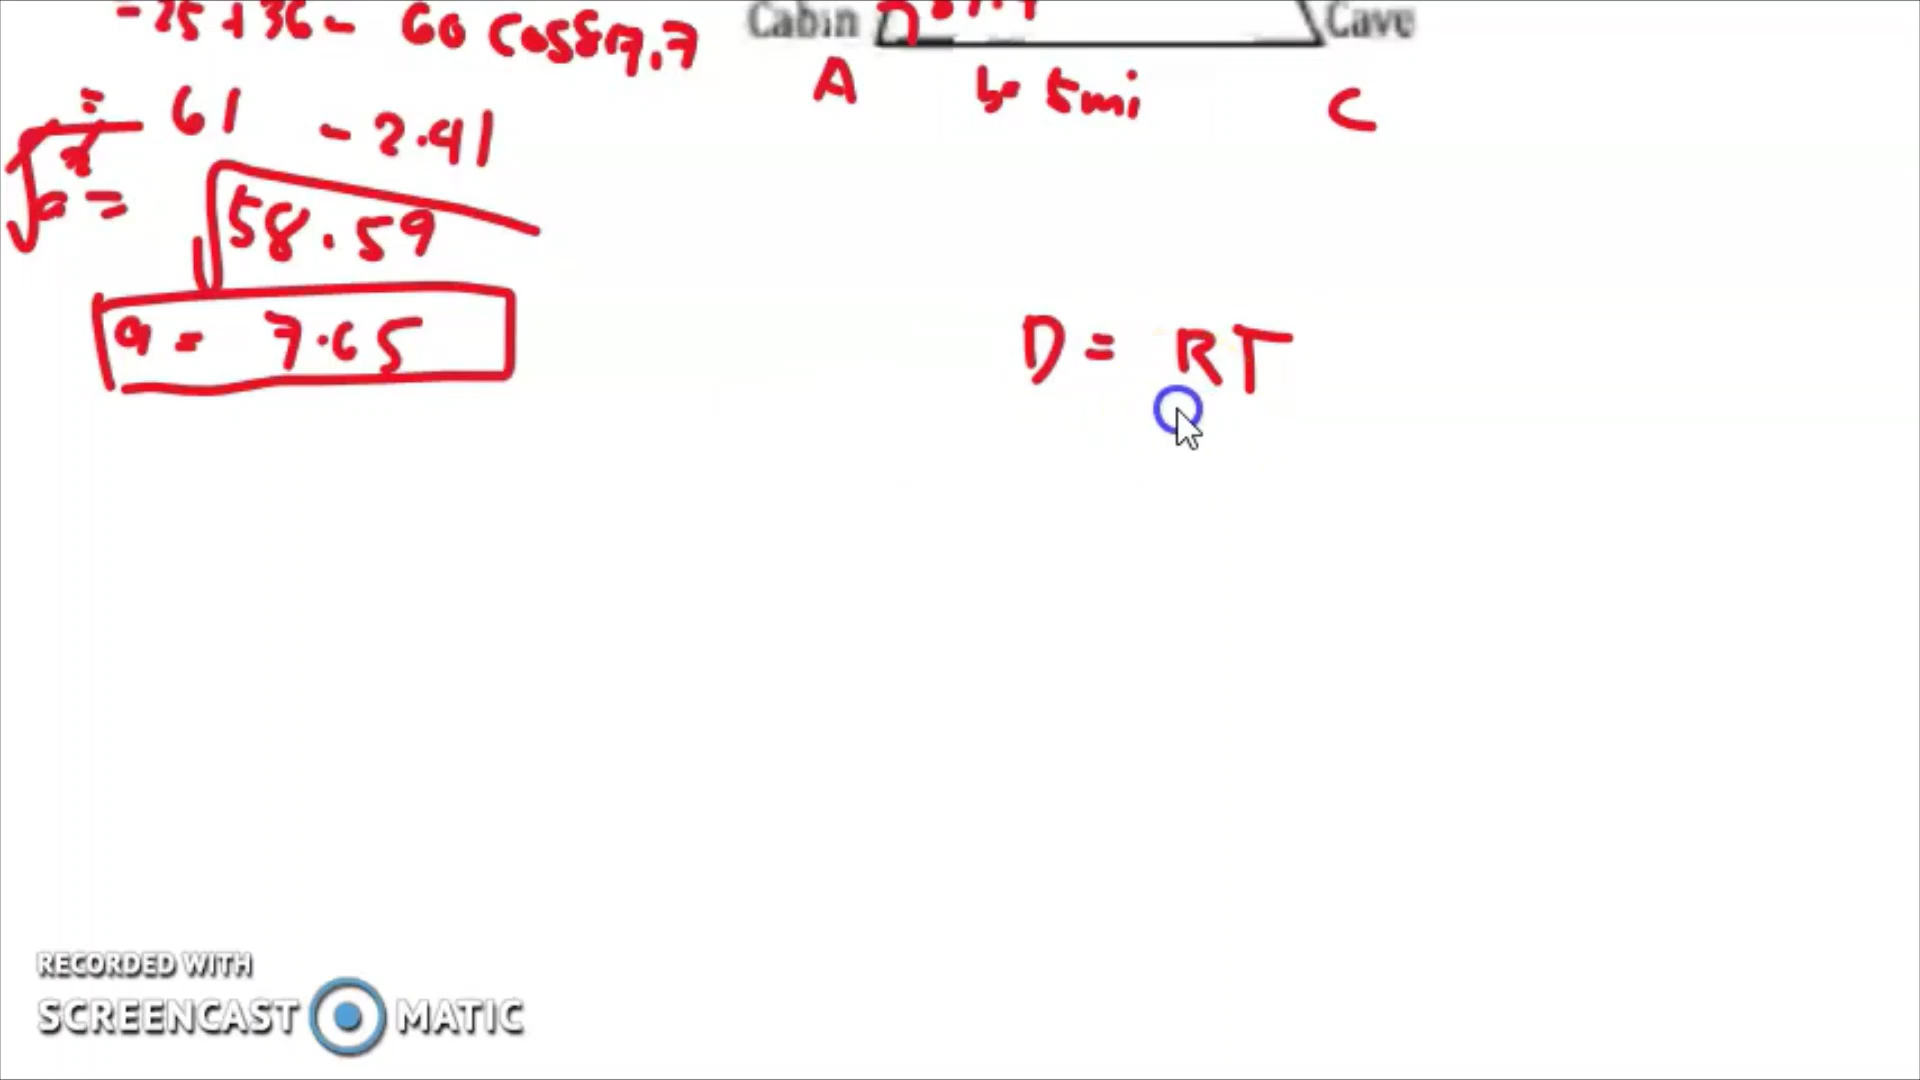 = 25 + 36 - 60 cos 87.7
Cabin
Cave
A
b= 5mi
C
= 61 - 2.41
a = √58.59
a = 7.65
D = RT
RECORDED WITH
SCREENCAST MATIC